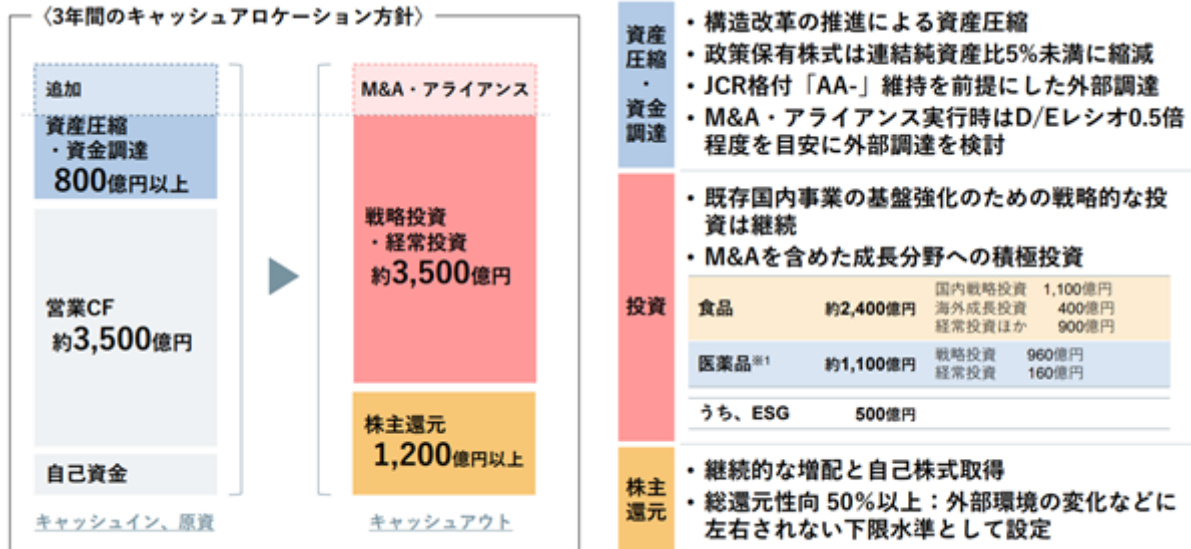 〈3年間のキャッシュアロケーション方針〉
追加
資産圧縮
・資金調達
800億円以上
営業CF
約3,500億円
自己資金
キャッシュイン、原資
M&A・アライアンス
戦略投資
・経常投資
約3,500億円
株主還元
1,200億円以上
キャッシュアウト
資産
圧縮
・
資金
調達
• 構造改革の推進による資産圧縮
• 政策保有株式は連結純資産比5%未満に縮減
• JCR格付「AA-」維持を前提にした外部調達
• M&A・アライアンス実行時はD/Eレシオ0.5倍
程度を目安に外部調達を検討
投資
• 既存国内事業の基盤強化のための戦略的な投
資は継続
• M&Aを含めた成長分野への積極投資
食品 約2,400億円
国内戦略投資 1,100億円
海外成長投資 400億円
経常投資ほか 900億円
医薬品※1 約1,100億円
戦略投資 960億円
経常投資 160億円
うち、ESG 500億円
株主
還元
• 継続的な増配と自己株式取得
• 総還元性向 50%以上：外部環境の変化などに
左右されない下限水準として設定